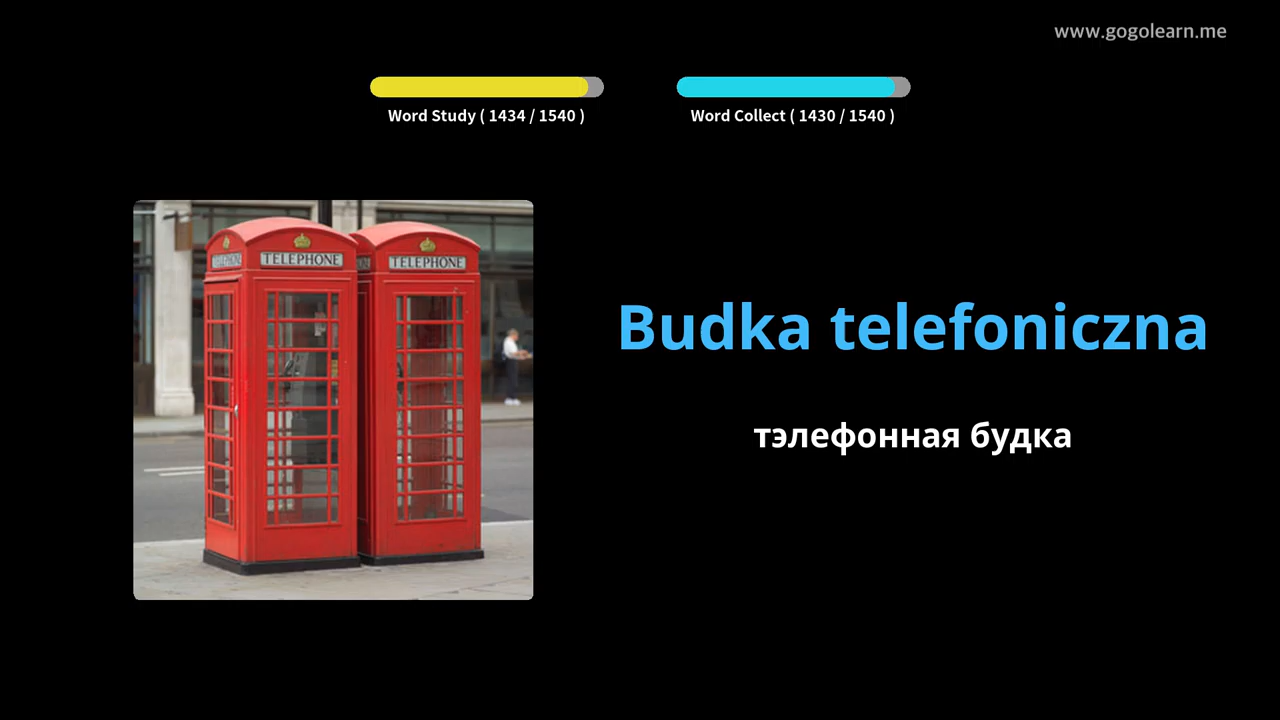 www.gogolearn.me
Word Study ( 1434 / 1540 )
Word Collect ( 1430 / 1540 )
TELEPHONE
TELEPHONE
Budka telefoniczna
тэлефонная будка